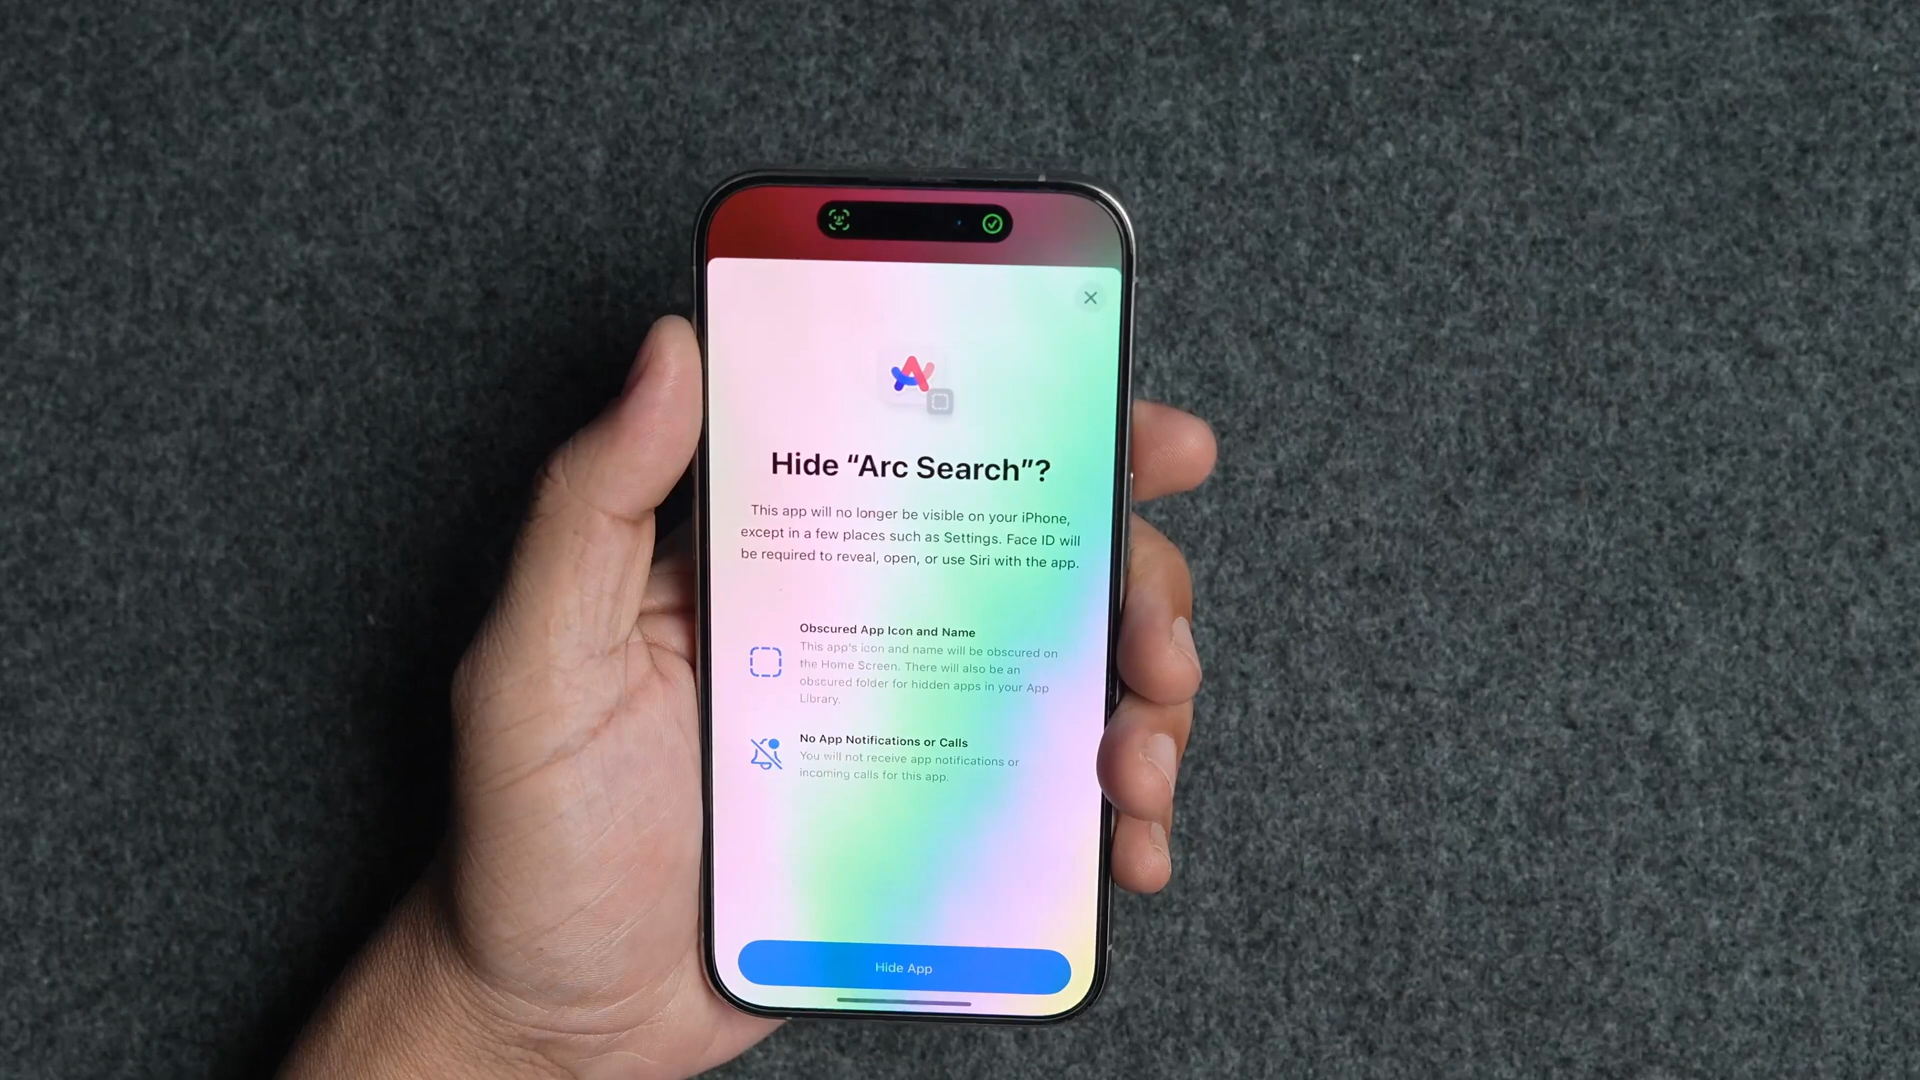 Hide “Arc Search”?
This app will no longer be visible on your iPhone,
except in a few places such as Settings. Face ID will
be required to reveal, open, or use Siri with the app.
Obscured App Icon and Name
This app's icon and name will be obscured on
the Home Screen. There will also be an
obscured folder for hidden apps in your App
Library.
No App Notifications or Calls
You will not receive app notifications or
incoming calls for this app.
Hide App